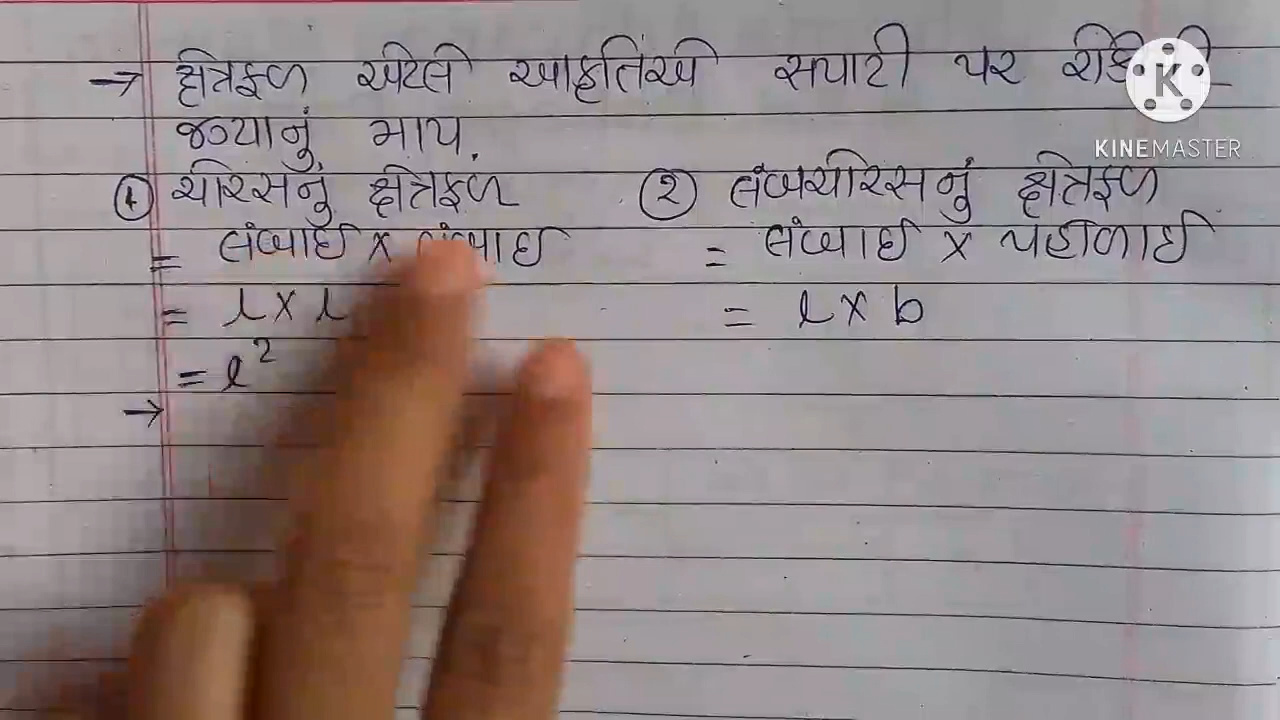 → ક્ષેત્રફળ એટલે આકૃતિએ સપાટી પર રોકેલી
જગ્યાનું માપ.
① ચોરસનું ક્ષેત્રફળ
= લંબાઈ × લંબાઈ
= l × l
= l²
→
② લંબચોરસનું ક્ષેત્રફળ
= લંબાઈ × પહોળાઈ
= l × b
K
KINEMASTER